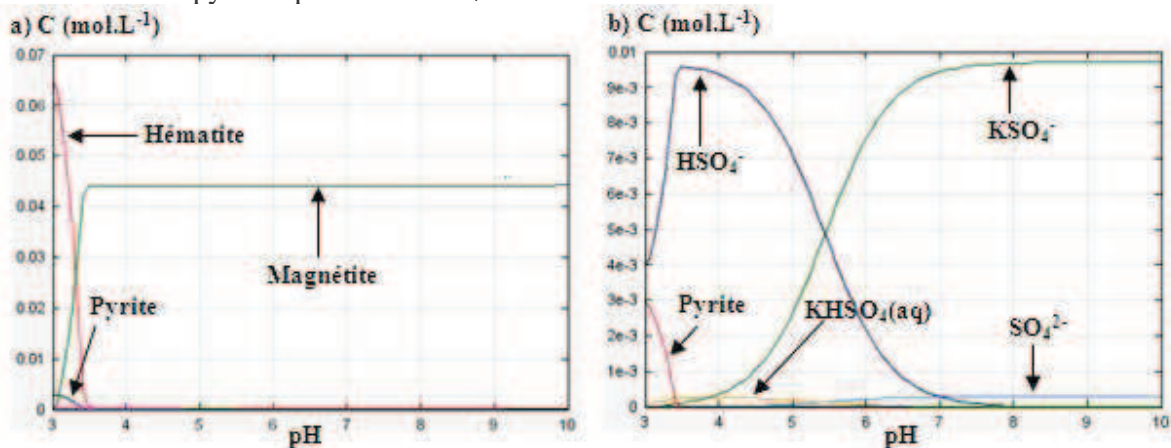 a) C (mol.L⁻¹)
0.07
0.06
0.05
0.04
0.03
0.02
0.01
0
Hématite
Magnétite
Pyrite
3 4 5 6 7 8 9 10
pH
b) C (mol.L⁻¹)
0.01
9e-3
8e-3
7e-3
6e-3
5e-3
4e-3
3e-3
2e-3
1e-3
0
HSO₄⁻
KSO₄⁻
Pyrite
KHSO₄(aq)
SO₄²⁻
3 4 5 6 7 8 9 10
pH